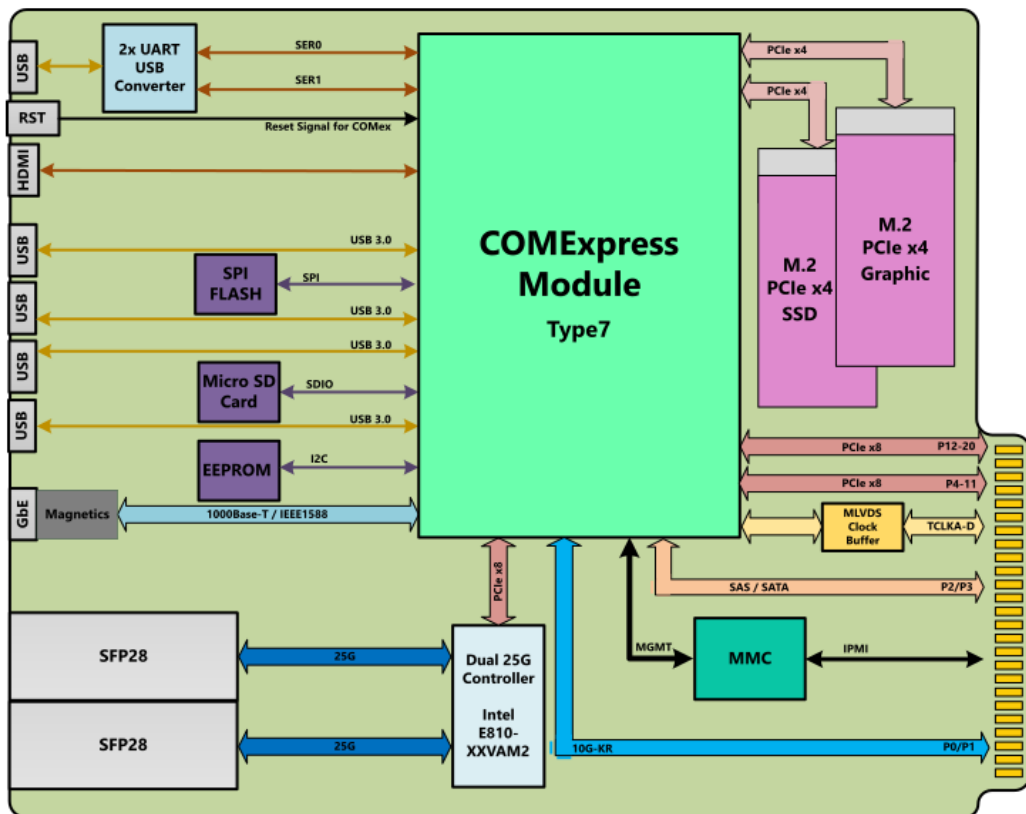 USB
2x UART
USB
Converter
SER0
SER1
RST
Reset Signal for COMex
HDMI
USB
USB 3.0
SPI
FLASH
SPI
USB
USB 3.0
USB
USB 3.0
Micro SD
Card
SDIO
USB
USB 3.0
EEPROM
I2C
GbE
Magnetics
1000Base-T / IEEE1588
COMExpress
Module
Type7
PCIe x4
PCIe x4
M.2
PCIe x4
SSD
M.2
PCIe x4
Graphic
PCIe x8
P12-20
PCIe x8
P4-11
MLVDS
Clock
Buffer
TCLKA-D
PCIe x8
SAS / SATA
P2/P3
SFP28
25G
SFP28
25G
Dual 25G
Controller
Intel
E810-
XXVAM2
MGMT
MMC
IPMI
10G-KR
P0/P1